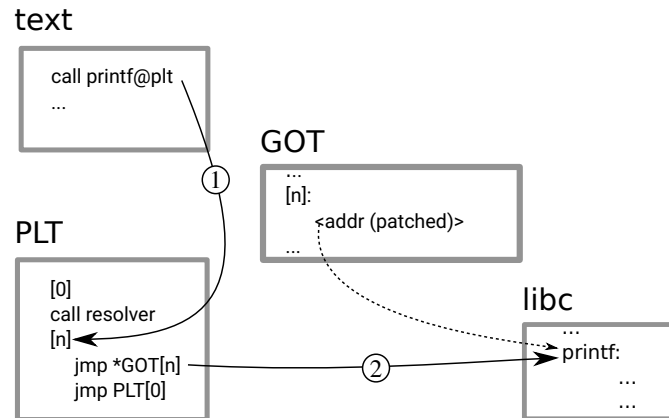 text
call printf@plt
...
1
GOT
...
[n]:
<addr (patched)>
...
PLT
[0]
call resolver
[n]
jmp *GOT[n]
jmp PLT[0]
2
libc
...
printf:
...
...